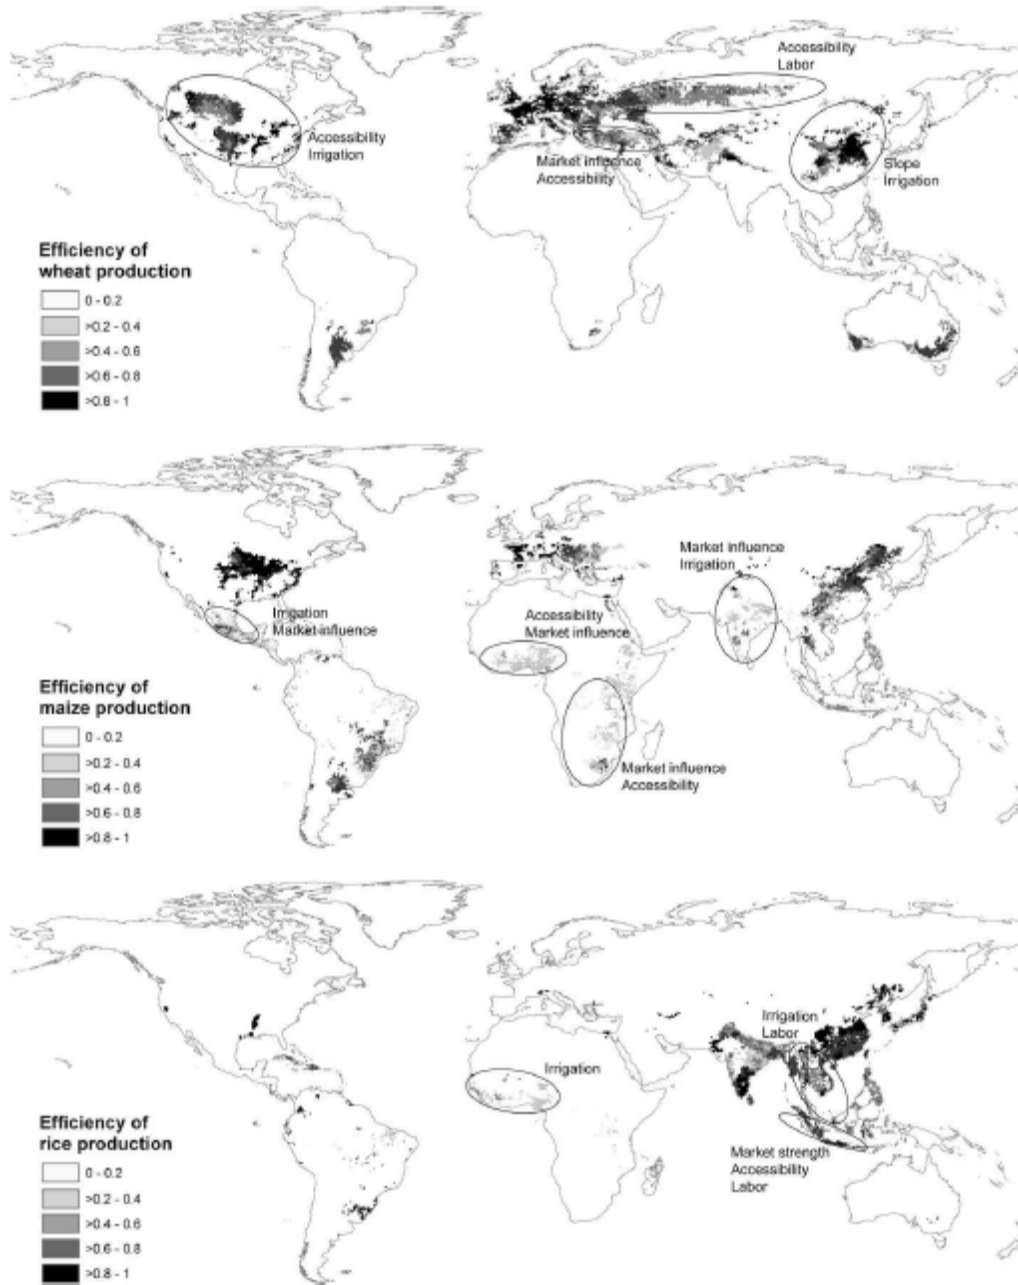 Accessibility
Labor
Accessibility
Irrigation
Market influence
Accessibility
Slope
Irrigation
Efficiency of
wheat production
0 - 0.2
>0.2 - 0.4
>0.4 - 0.6
>0.6 - 0.8
>0.8 - 1
Market influence
Irrigation
Irrigation
Market influence
Accessibility
Market influence
Market influence
Accessibility
Efficiency of
maize production
0 - 0.2
>0.2 - 0.4
>0.4 - 0.6
>0.6 - 0.8
>0.8 - 1
Irrigation
Labor
Irrigation
Market strength
Accessibility
Labor
Efficiency of
rice production
0 - 0.2
>0.2 - 0.4
>0.4 - 0.6
>0.6 - 0.8
>0.8 - 1